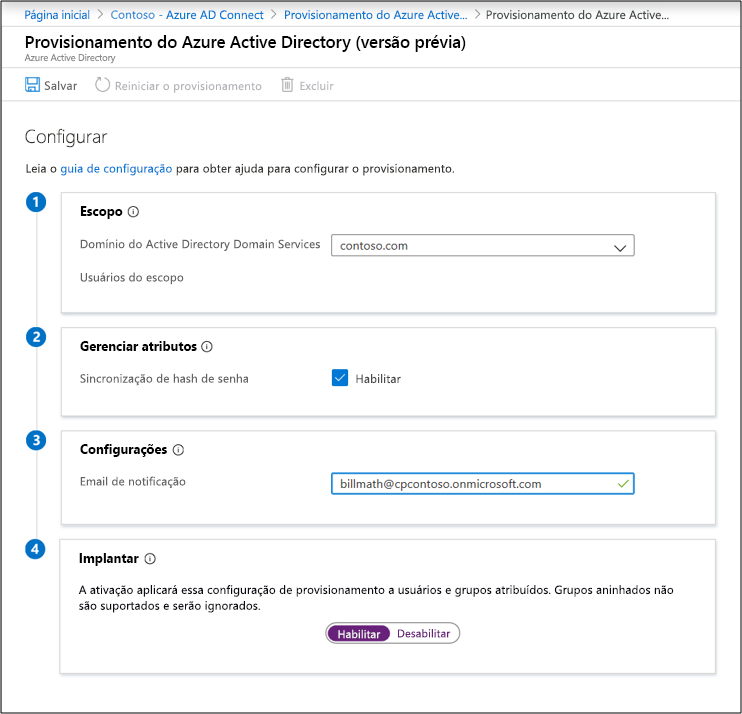 Página inicial > Contoso - Azure AD Connect > Provisionamento do Azure Active... > Provisionamento do Azure Active...
Provisionamento do Azure Active Directory (versão prévia)
Azure Active Directory
Salvar Reiniciar o provisionamento Excluir
Configurar
Leia o guia de configuração para obter ajuda para configurar o provisionamento.
1
Escopo
Domínio do Active Directory Domain Services contoso.com
Usuários do escopo
2
Gerenciar atributos
Sincronização de hash de senha Habilitar
3
Configurações
Email de notificação billmath@cpcontoso.onmicrosoft.com
4
Implantar
A ativação aplicará essa configuração de provisionamento a usuários e grupos atribuídos. Grupos aninhados não
são suportados e serão ignorados.
Habilitar Desabilitar